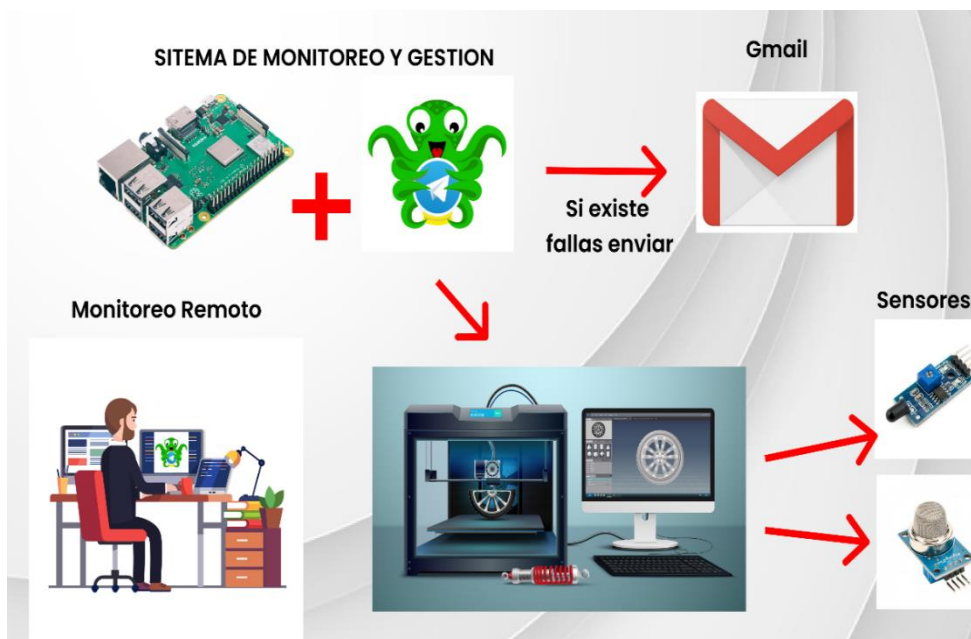 SITEMA DE MONITOREO Y GESTION
Gmail
Si existe
fallas enviar
Monitoreo Remoto
Sensores